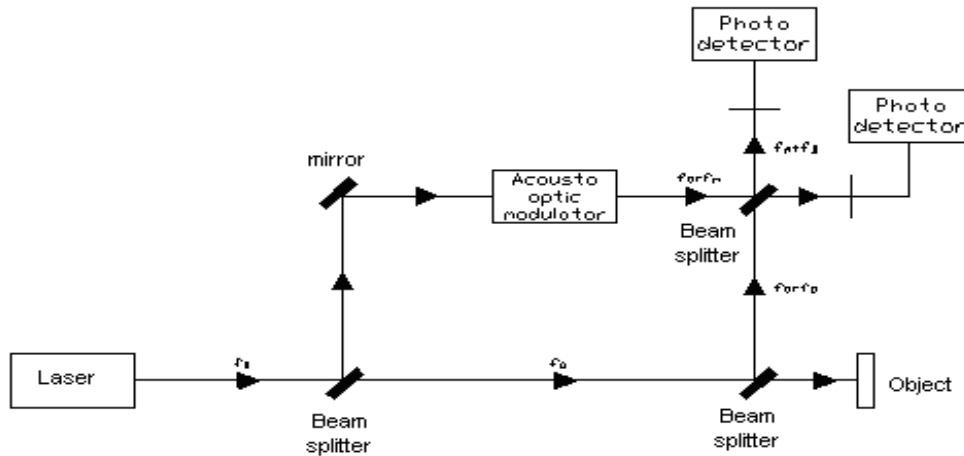 Photo
detector
Photo
detector
mirror
Acousto
optic
modulator
Beam
splitter
Laser
Beam
splitter
Beam
splitter
Object